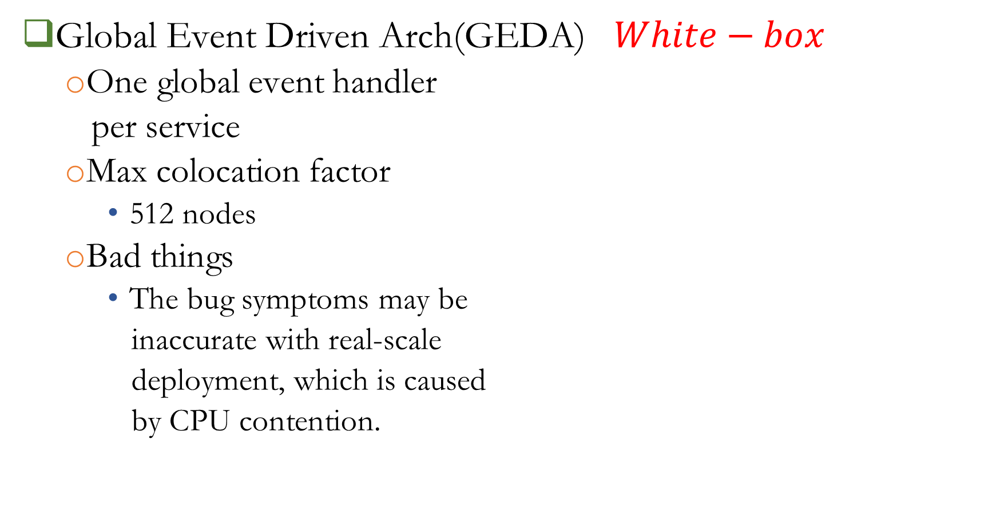 Global Event Driven Arch(GEDA) White − box
One global event handler
per service
Max colocation factor
• 512 nodes
Bad things
• The bug symptoms may be
inaccurate with real-scale
deployment, which is caused
by CPU contention.